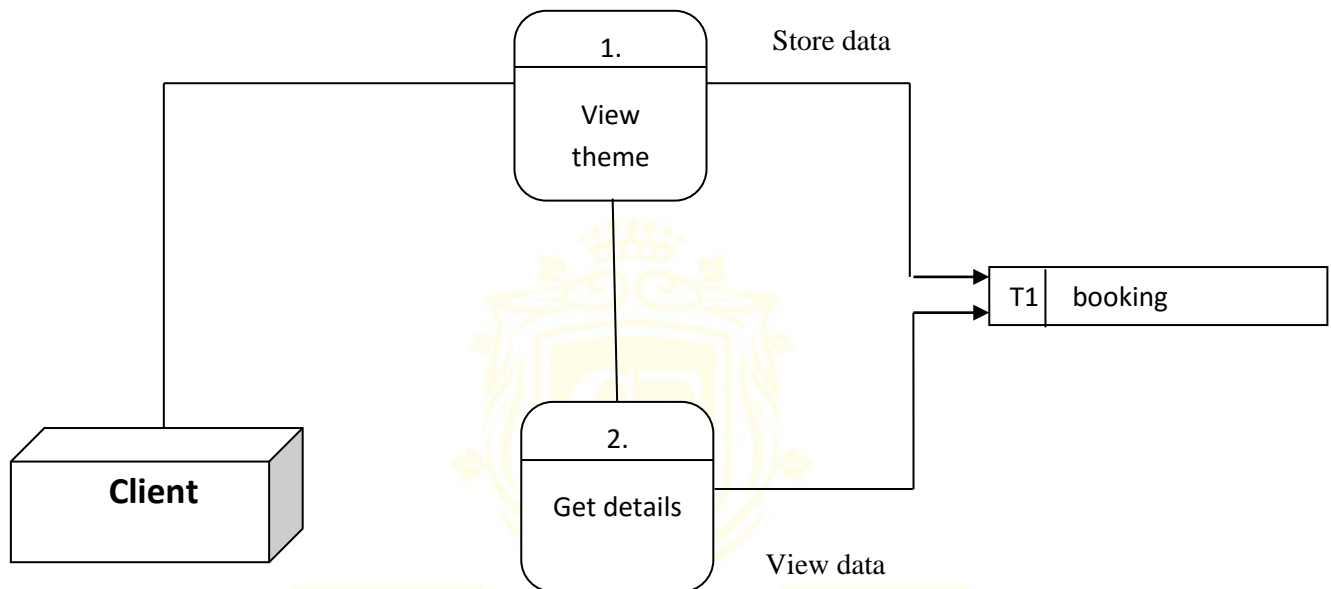 1.
Store data
View
theme
T1 booking
2.
Client
Get details
View data